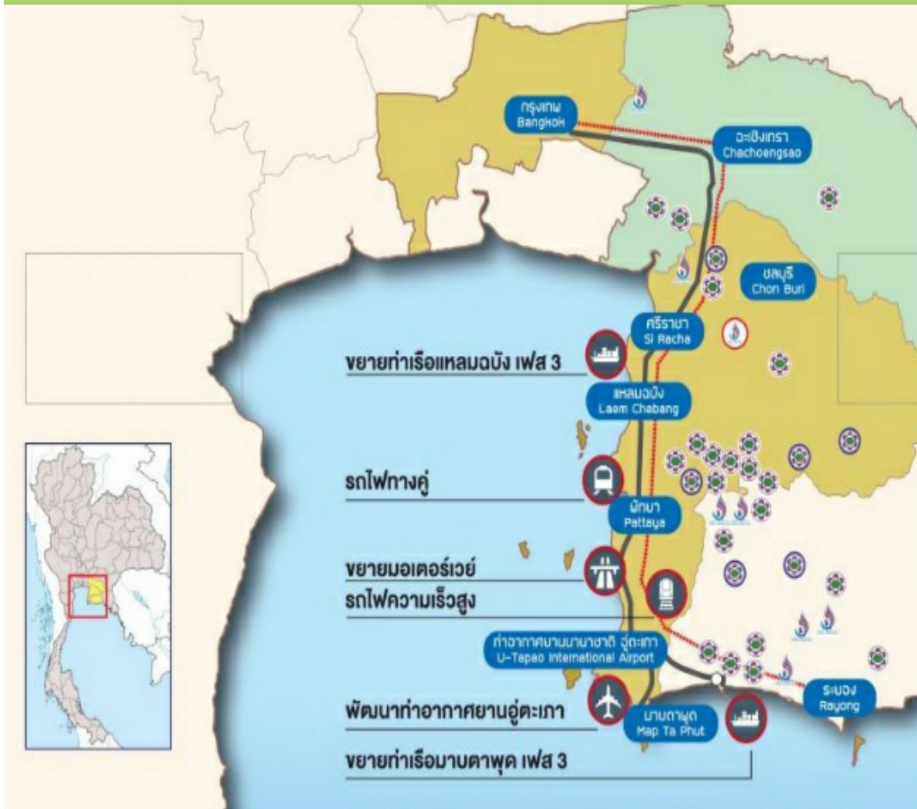 กรุงเทพ
Bangkok
ฉะเชิงเทรา
Chachoengsao
ชลบุรี
Chon Buri
ศรีราชา
Si Racha
ขยายท่าเรือแหลมฉบัง เฟส 3
แหลมฉบัง
Laem Chabang
รถไฟทางคู่
พัทยา
Pattaya
ขยายมอเตอร์เวย์
รถไฟความเร็วสูง
ท่าอากาศยานนานาชาติ อู่ตะเภา
U-Tapao International Airport
ระยอง
Rayong
พัฒนาท่าอากาศยานอู่ตะเภา
มาบตาพุด
Map Ta Phut
ขยายท่าเรือมาบตาพุด เฟส 3